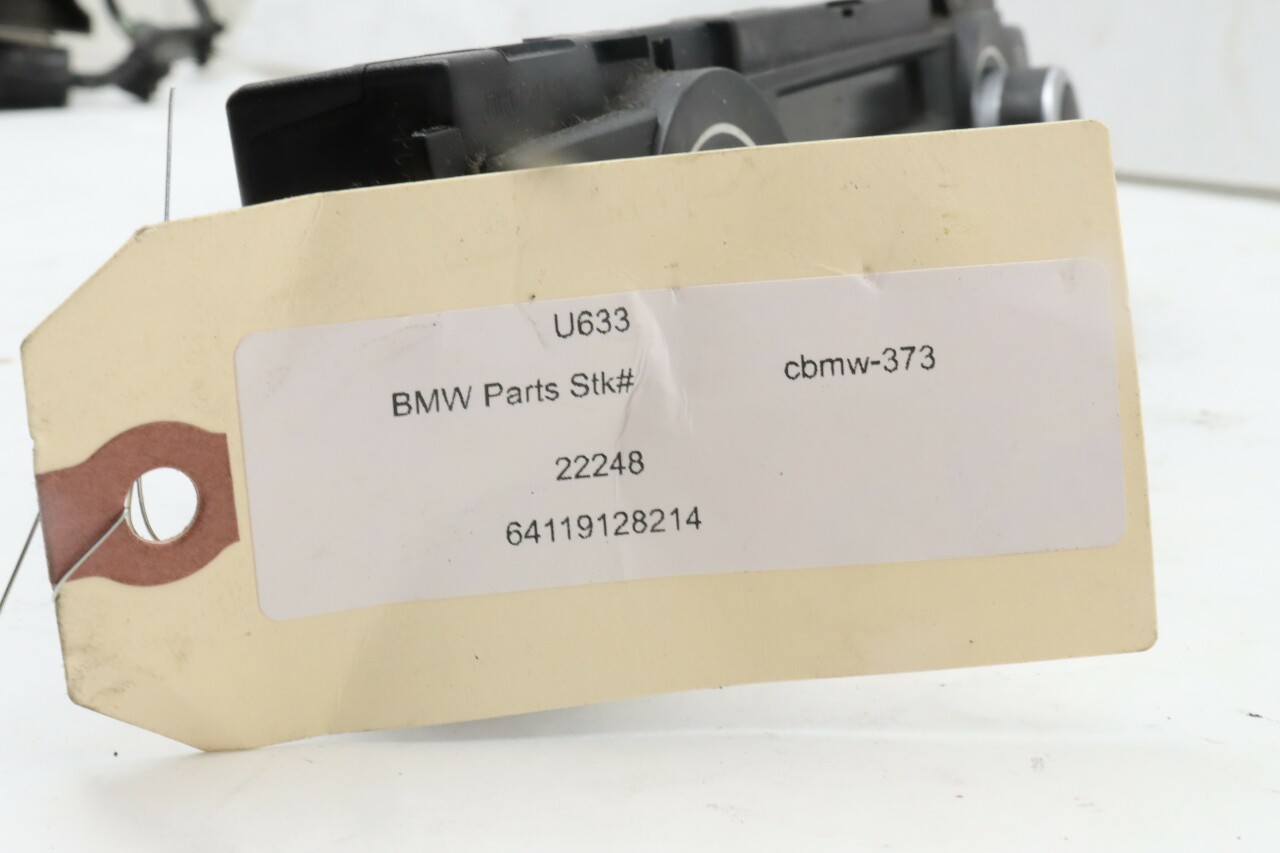 U633
BMW Parts Stk# cbmw-373
22248
64119128214